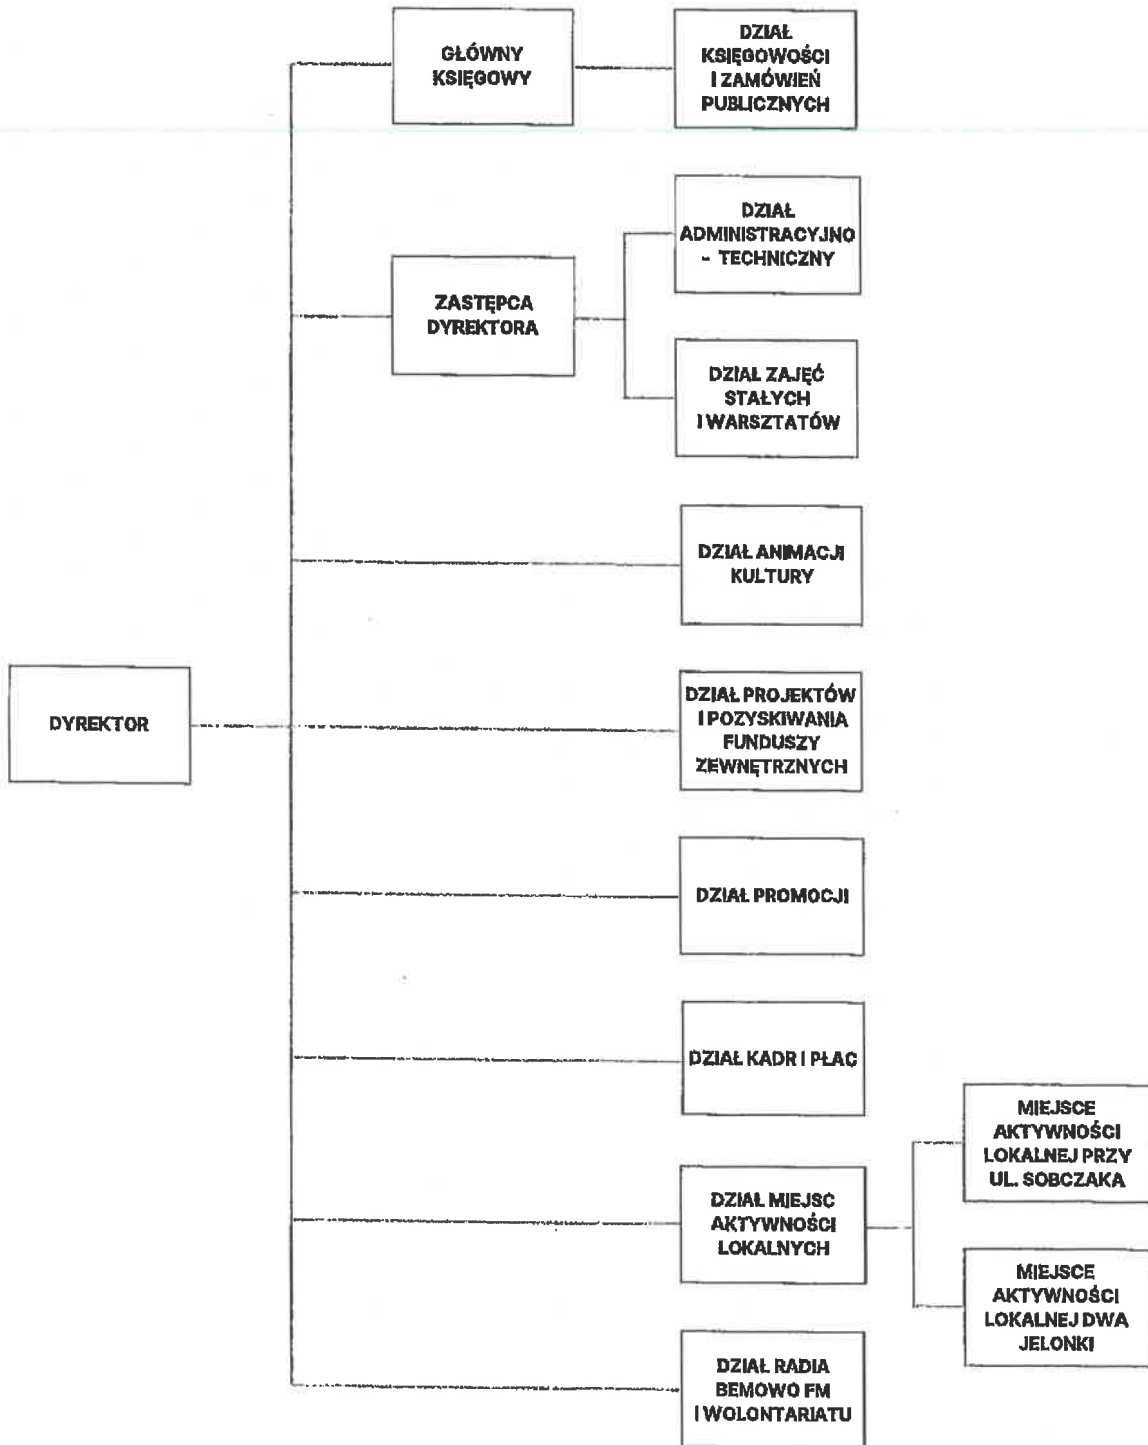 GŁÓWNY
KSIĘGOWY
DZIAŁ
KSIĘGOWOŚCI
I ZAMÓWIEŃ
PUBLICZNYCH
DZIAŁ
ADMINISTRACYJNO
- TECHNICZNY
ZASTĘPCA
DYREKTORA
DZIAŁ ZAJĘĆ
STAŁYCH
I WARSZTATÓW
DZIAŁ ANIMACJI
KULTURY
DYREKTOR
DZIAŁ PROJEKTÓW
I POZYSKIWANIA
FUNDUSZY
ZEWNĘTRZNYCH
DZIAŁ PROMOCJI
DZIAŁ KADR I PŁAC
DZIAŁ MIEJSC
AKTYWNOŚCI
LOKALNYCH
MIEJSCE
AKTYWNOŚCI
LOKALNEJ PRZY
UL. SOBCZAKA
MIEJSCE
AKTYWNOŚCI
LOKALNEJ DWA
JELONKI
DZIAŁ RADIA
BEMOWO FM
I WOLONTARIATU